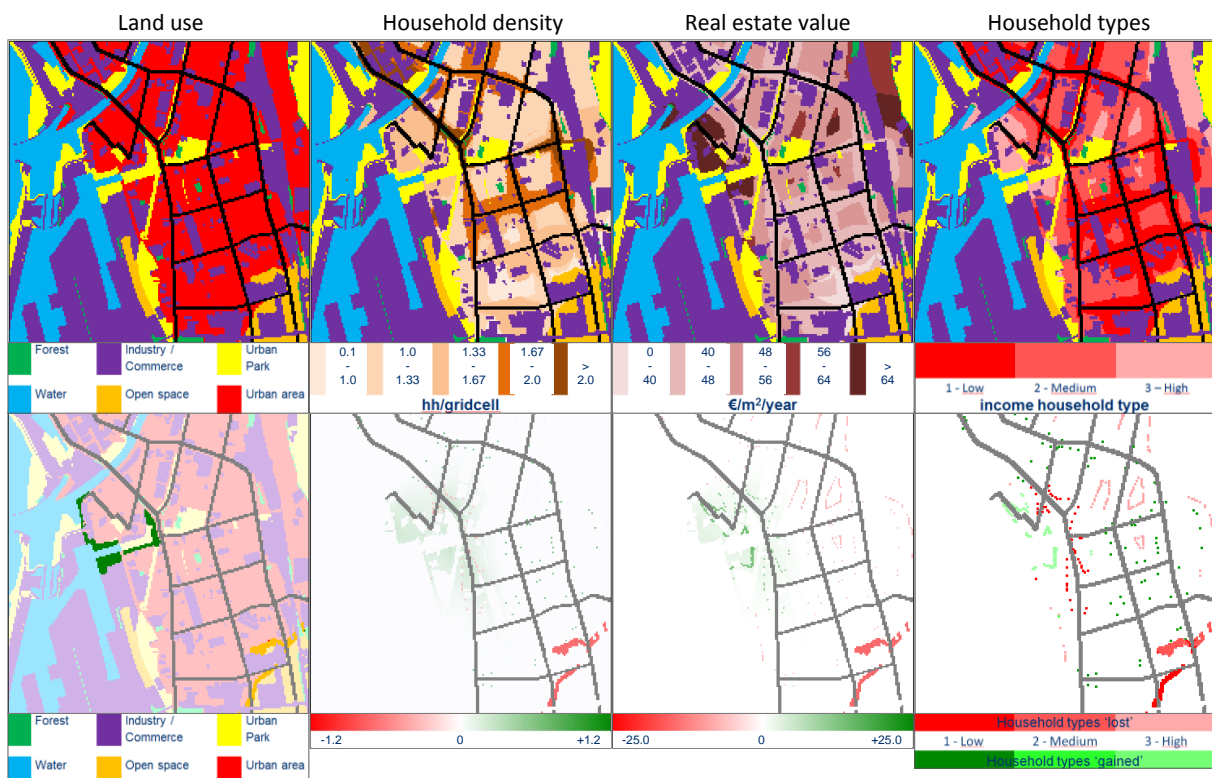 Land use Household density Real estate value Household types
Forest Industry / Commerce Urban Park
Water Open space Urban area
0.1 - 1.0 1.0 - 1.33 1.33 - 1.67 1.67 - 2.0 > 2.0
hh/gridcell
0 - 40 40 - 48 48 - 56 56 - 64 > 64
€/m²/year
1 - Low 2 - Medium 3 – High
income household type
Forest Industry / Commerce Urban Park
Water Open space Urban area
-1.2 0 +1.2
-25.0 0 +25.0
Household types 'lost'
1 - Low 2 - Medium 3 - High
Household types 'gained'